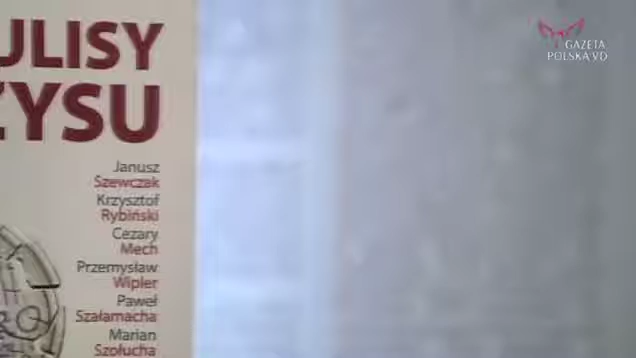 ULISY
ZYSU
Janusz
Szewczak
Krzysztof
Rybiński
Cezary
Mech
Przemysław
Wipler
Paweł
Szałamacha
Marian
Szołucha
GAZETA
POLSKA VD